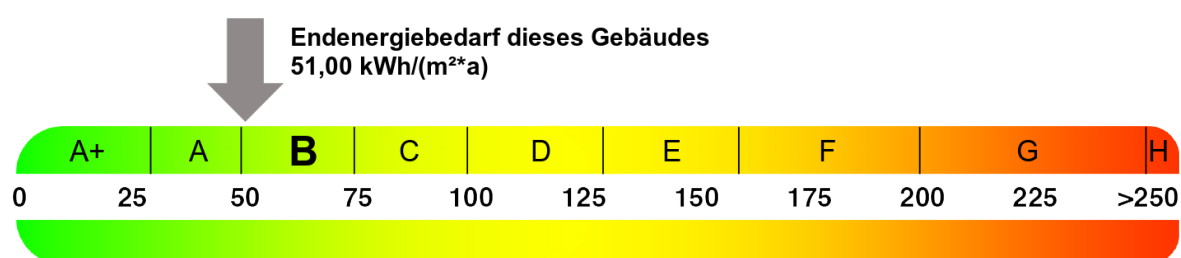 Endenergiebedarf dieses Gebäudes
51,00 kWh/(m²*a)
A+ A B C D E F G H
0 25 50 75 100 125 150 175 200 225 >250